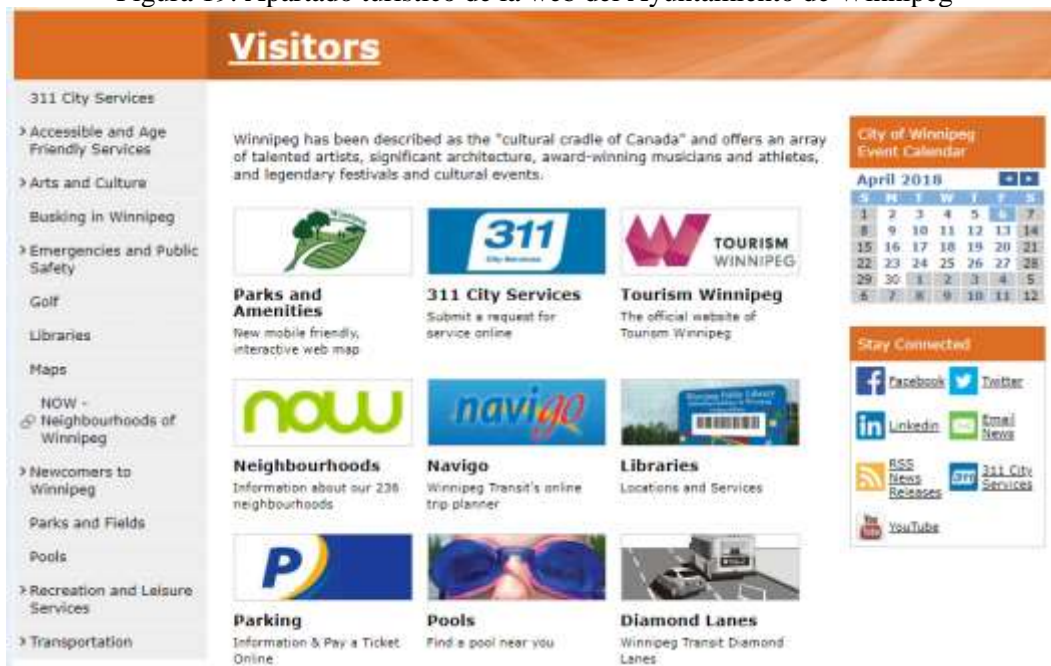 Figura 19. Apartado turístico de la web del Ayuntamiento de Winnipeg
Visitors
311 City Services
Accessible and Age
Friendly Services
Arts and Culture
Busking in Winnipeg
Emergencies and Public
Safety
Golf
Libraries
Maps
NOW -
Neighbourhoods of
Winnipeg
Newcomers to
Winnipeg
Parks and Fields
Pools
Recreation and Leisure
Services
Transportation
Winnipeg has been described as the "cultural cradle of Canada" and offers an array
of talented artists, significant architecture, award-winning musicians and athletes,
and legendary festivals and cultural events.
Winnipeg
Parks and
Amenities
New mobile friendly,
interactive web map
311
City Services
311 City Services
Submit a request for
service online
TOURISM
WINNIPEG
Tourism Winnipeg
The official website of
Tourism Winnipeg
now
Neighbourhoods
Information about our 236
neighbourhoods
navigo
Navigo
Winnipeg Transit's online
trip planner
Winnipeg Public Library
Libraries
Locations and Services
P
Parking
Information & Pay a Ticket
Online
Pools
Find a pool near you
Diamond Lanes
Winnipeg Transit Diamond
Lanes
City of Winnipeg
Event Calendar
April 2018
S M T W T F S
1 2 3 4 5 6 7
8 9 10 11 12 13 14
15 16 17 18 19 20 21
22 23 24 25 26 27 28
29 30 1 2 3 4 5
6 7 8 9 10 11 12
Stay Connected
Facebook
Twitter
in
Linkedin
Email
News
RSS
News
Releases
311
311 City
Services
You
Tube
YouTube